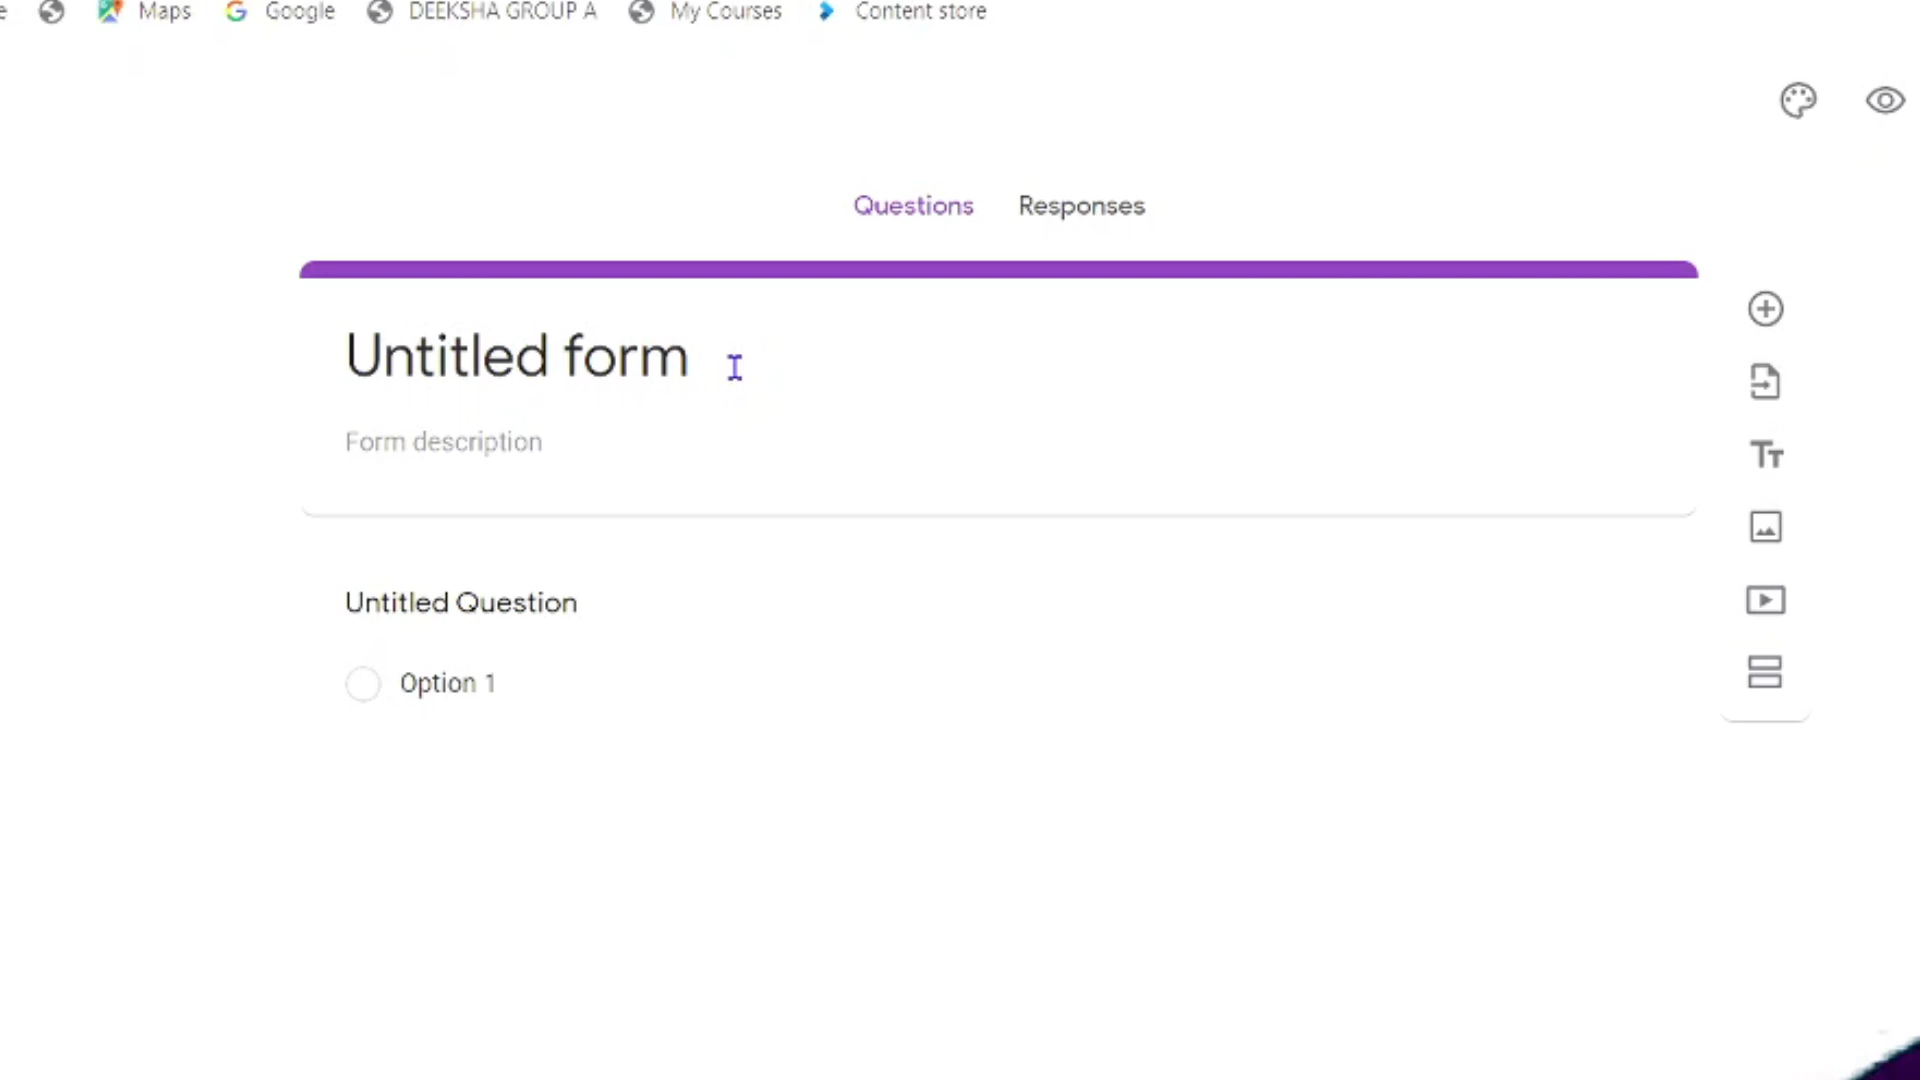 Maps Google DEEKSHA GROUP A My Courses Content store
Questions Responses
Untitled form
Form description
Untitled Question
Option 1